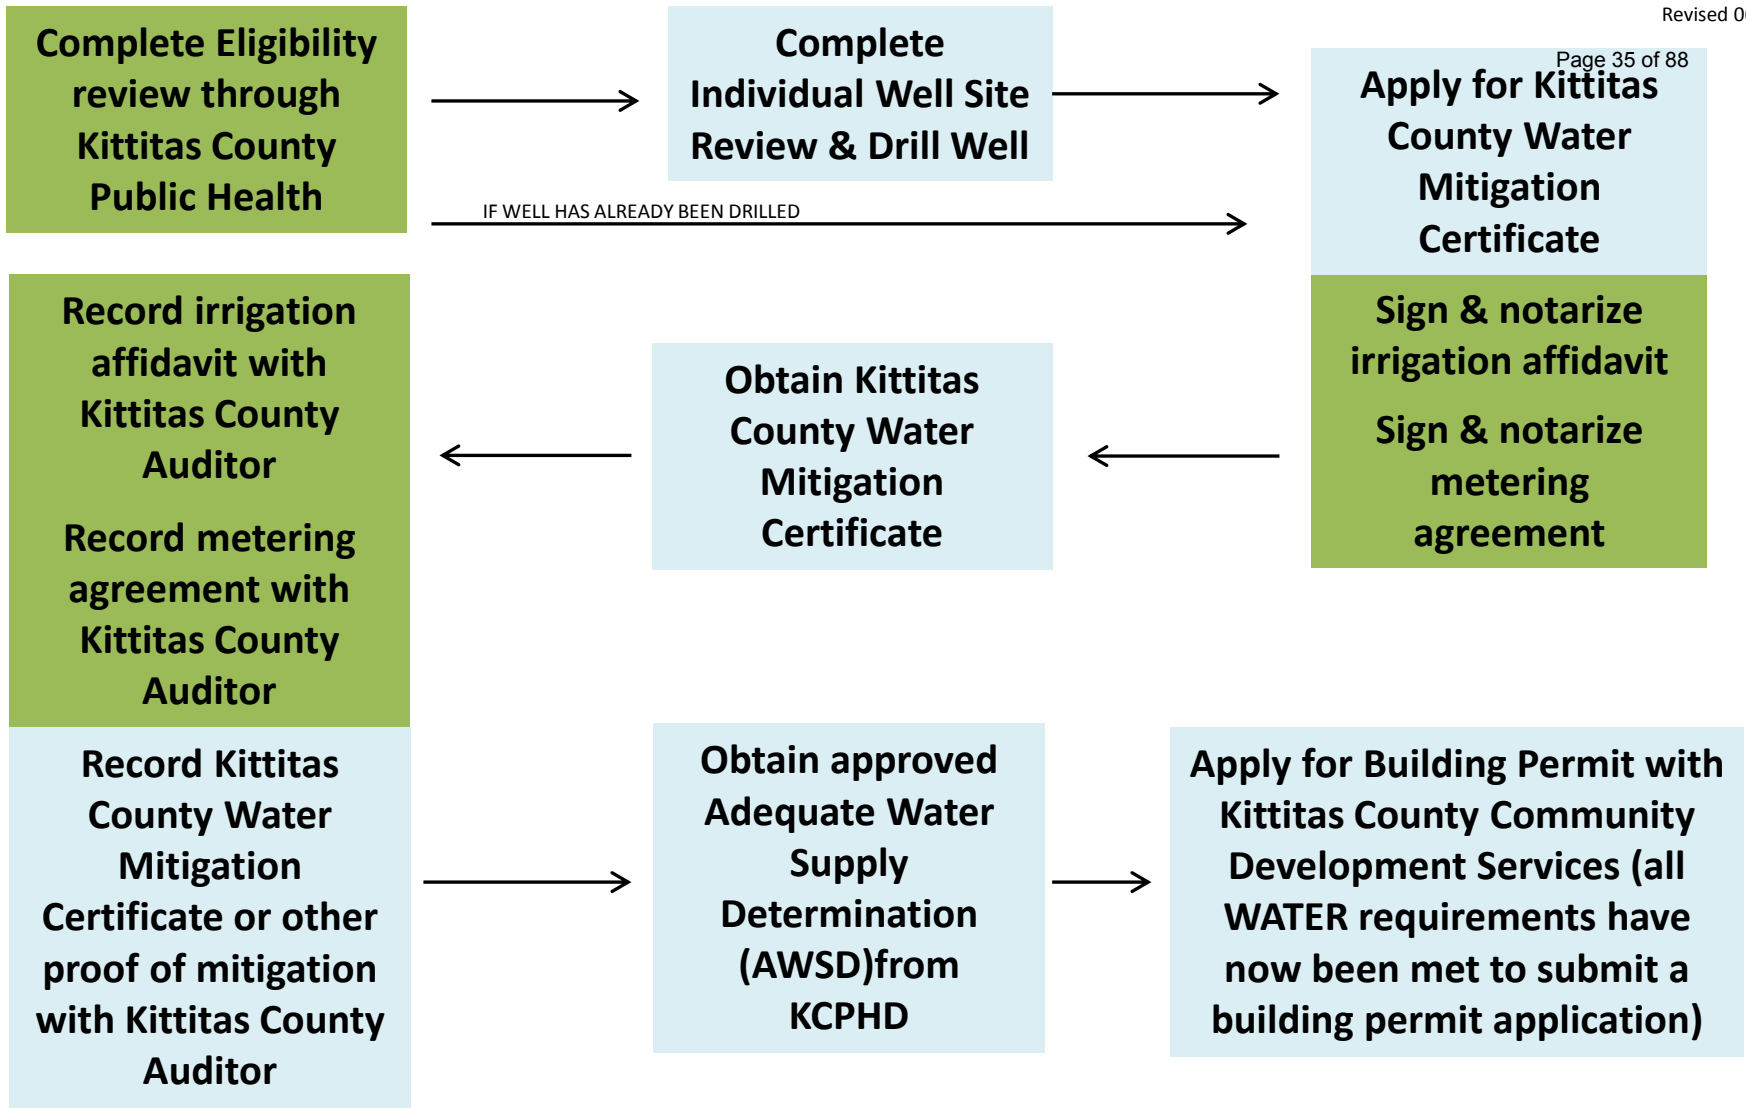 Revised 0
Page 35 of 88
Complete Eligibility
review through
Kittitas County
Public Health
Complete
Individual Well Site
Review & Drill Well
Apply for Kittitas
County Water
Mitigation
Certificate
IF WELL HAS ALREADY BEEN DRILLED
Sign & notarize
irrigation affidavit
Sign & notarize
metering
agreement
Obtain Kittitas
County Water
Mitigation
Certificate
Record irrigation
affidavit with
Kittitas County
Auditor
Record metering
agreement with
Kittitas County
Auditor
Record Kittitas
County Water
Mitigation
Certificate or other
proof of mitigation
with Kittitas County
Auditor
Obtain approved
Adequate Water
Supply
Determination
(AWSD)from
KCPHD
Apply for Building Permit with
Kittitas County Community
Development Services (all
WATER requirements have
now been met to submit a
building permit application)